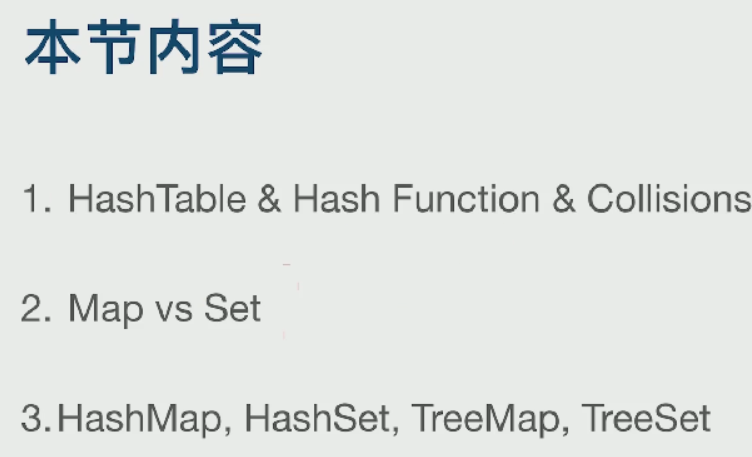 本节内容
1. HashTable & Hash Function & Collisions
2. Map vs Set
3.HashMap, HashSet, TreeMap, TreeSet